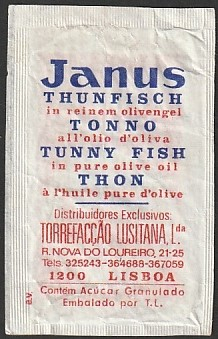 Janus
THUNFISCH
in reinem olivengel
TONNO
all'olio d'oliva
TUNNY FISH
in pure olive oil
THON
à l'huile pure d'olive
Distribuidores Exclusivos:
TORREFACÇÃO LUSITANA, L.da
R. NOVA DO LOUREIRO, 21-25
Telfs. 325243-364688-367059
1200 LISBOA
Contém Açúcar Granulado
Embalado por T.L.
E.V.